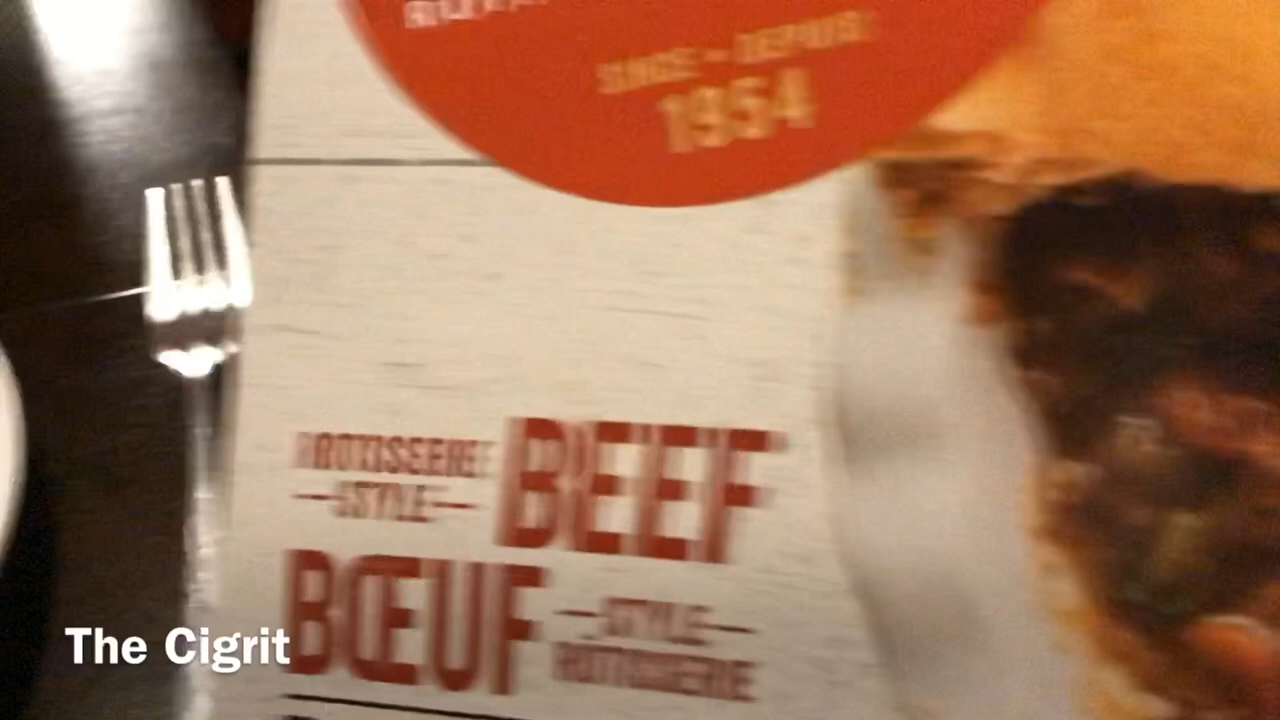 SINCE - DEPUIS
1954
ROTISSERIE
—STYLE—
BEEF
BŒUF
—STYLE—
ROTISSERIE
The Cigrit